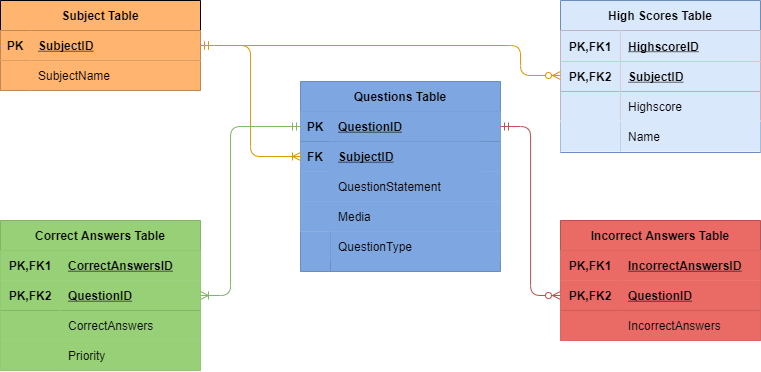 Subject Table
PK SubjectID
SubjectName
High Scores Table
PK,FK1 HighscoreID
PK,FK2 SubjectID
Highscore
Name
Questions Table
PK QuestionID
FK SubjectID
QuestionStatement
Media
QuestionType
Correct Answers Table
PK,FK1 CorrectAnswersID
PK,FK2 QuestionID
CorrectAnswers
Priority
Incorrect Answers Table
PK,FK1 IncorrectAnswersID
PK,FK2 QuestionID
IncorrectAnswers